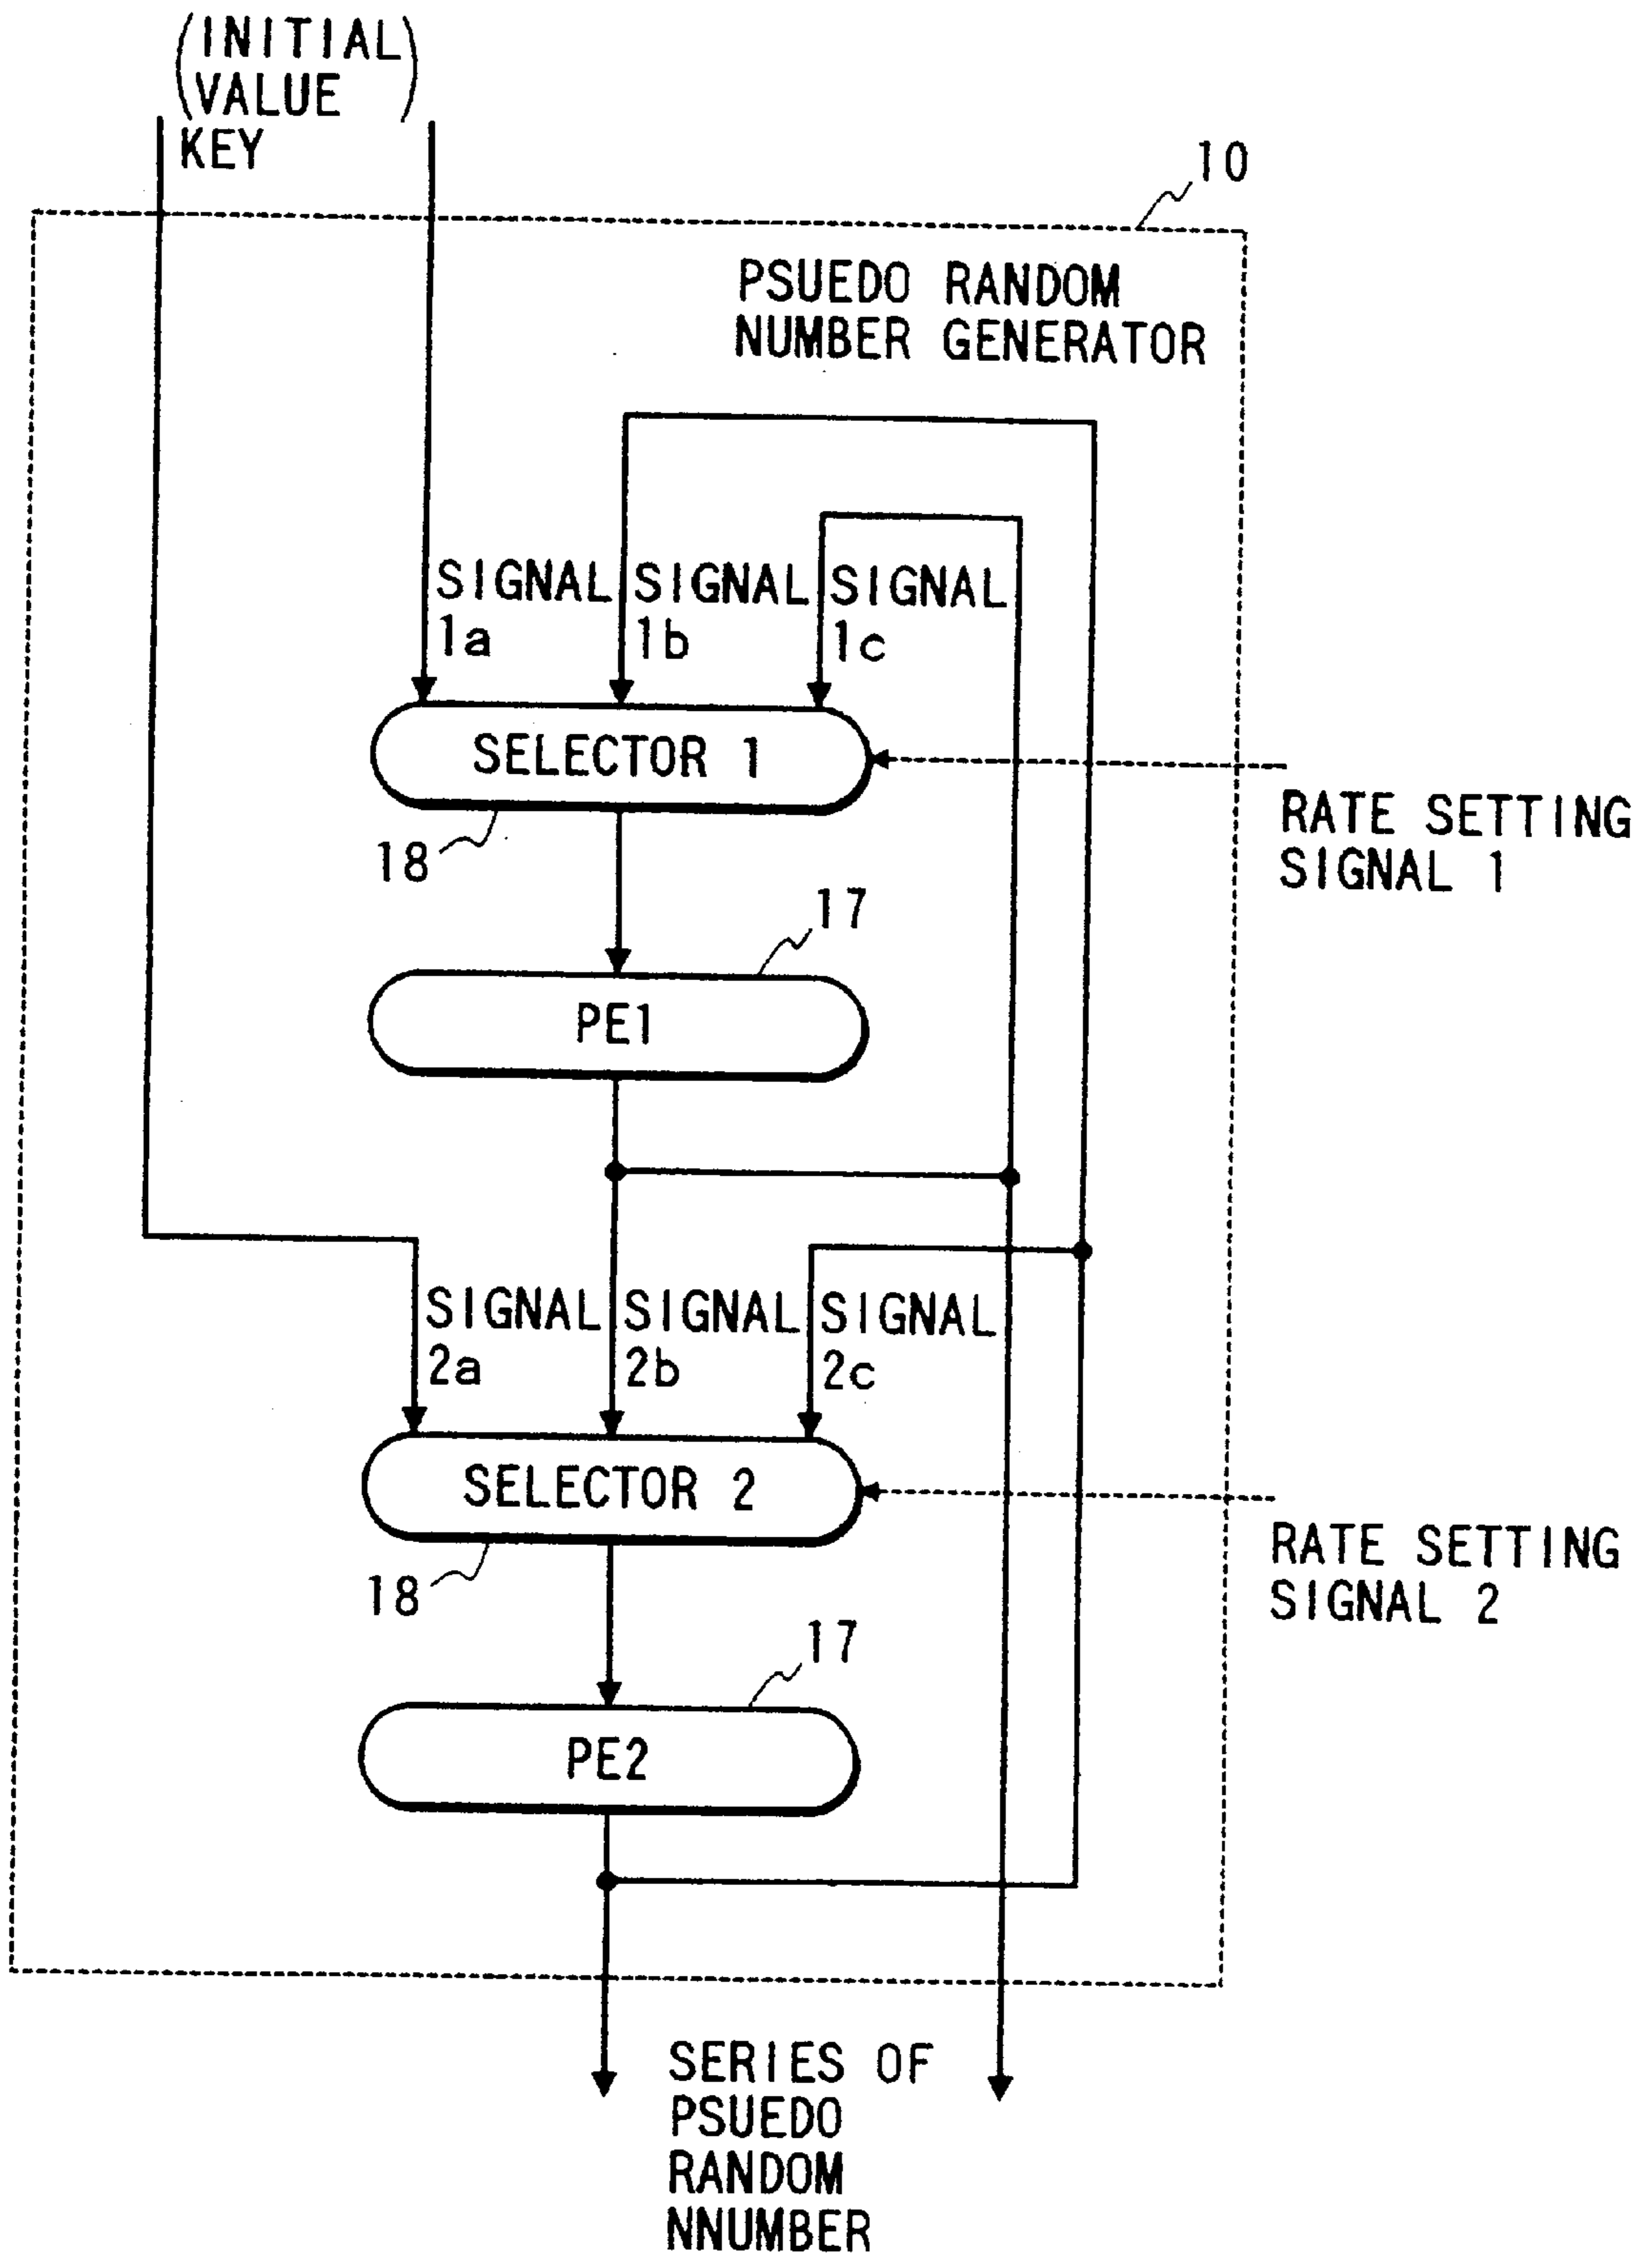 (INITIAL
VALUE)
KEY
10
PSUEDO RANDOM
NUMBER GENERATOR
SIGNAL SIGNAL SIGNAL
1a 1b 1c
SELECTOR 1
RATE SETTING
SIGNAL 1
18
17
PE1
SIGNAL SIGNAL SIGNAL
2a 2b 2c
SELECTOR 2
RATE SETTING
SIGNAL 2
18
17
PE2
SERIES OF
PSUEDO
RANDOM
NNUMBER